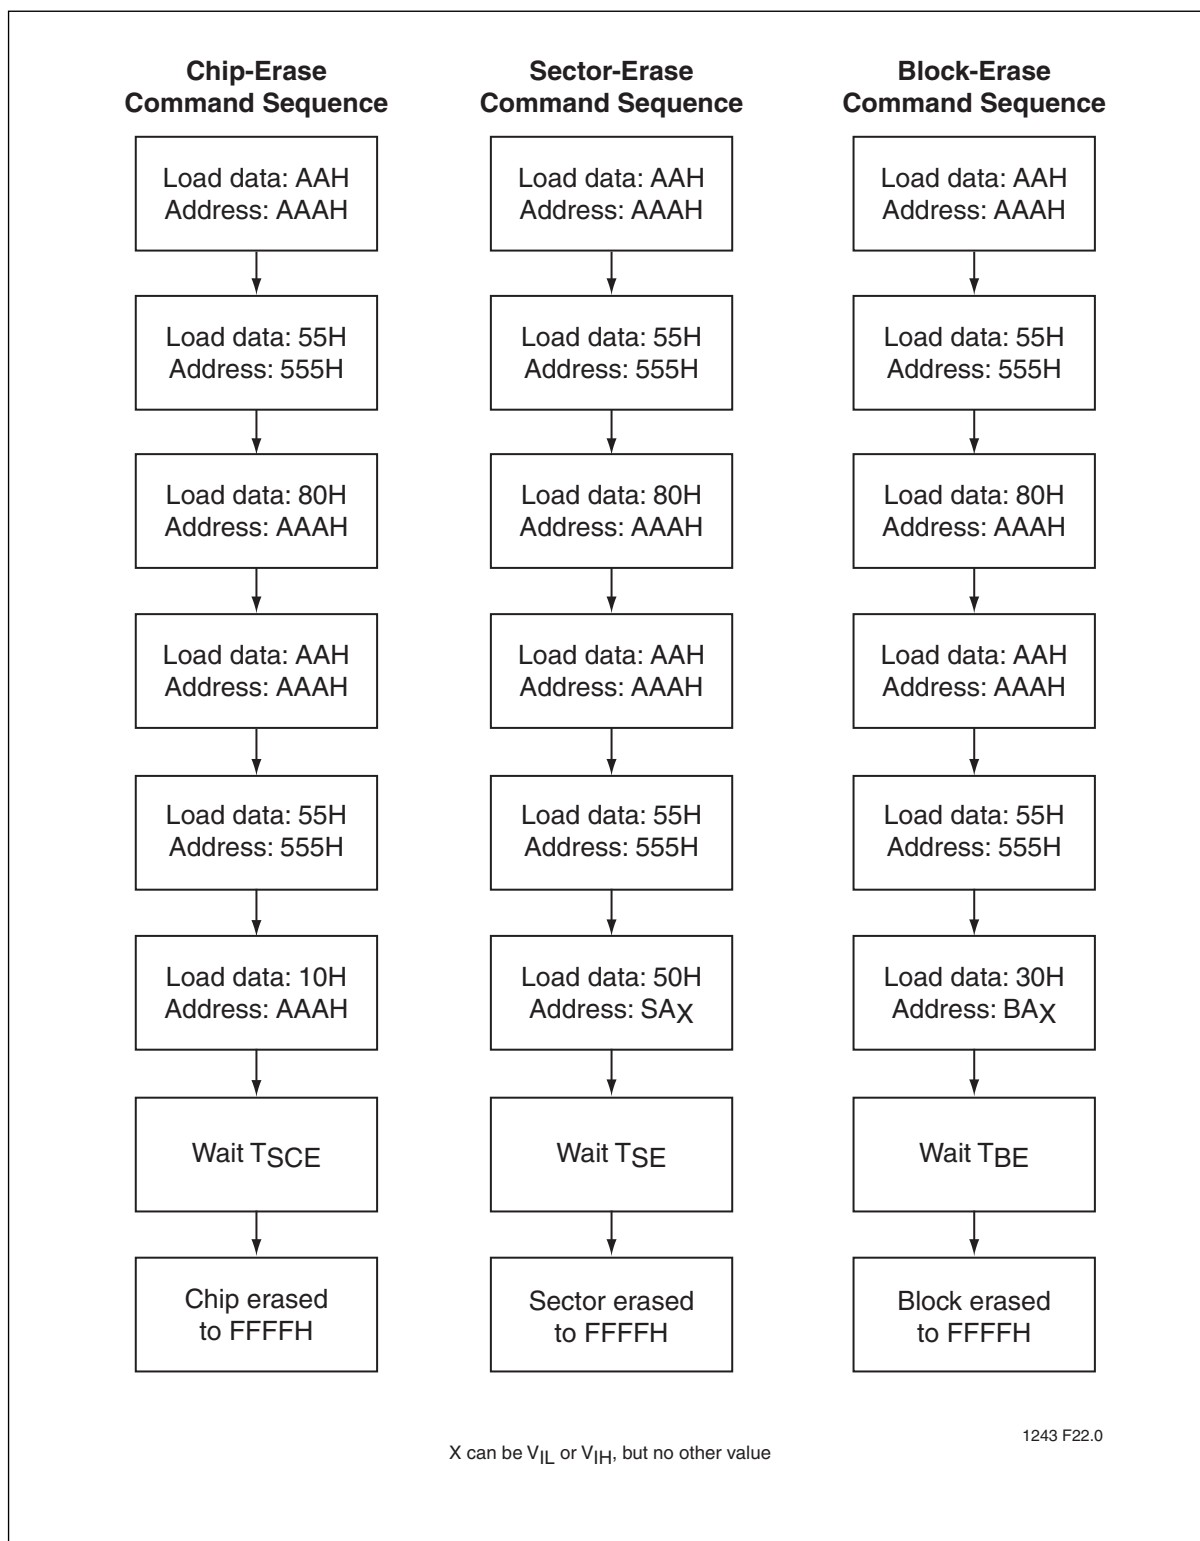 Chip-Erase
Command Sequence
Load data: AAH
Address: AAAH
Load data: 55H
Address: 555H
Load data: 80H
Address: AAAH
Load data: AAH
Address: AAAH
Load data: 55H
Address: 555H
Load data: 10H
Address: AAAH
Wait TSCE
Chip erased
to FFFFH
Sector-Erase
Command Sequence
Load data: AAH
Address: AAAH
Load data: 55H
Address: 555H
Load data: 80H
Address: AAAH
Load data: AAH
Address: AAAH
Load data: 55H
Address: 555H
Load data: 50H
Address: SAX
Wait TSE
Sector erased
to FFFFH
Block-Erase
Command Sequence
Load data: AAH
Address: AAAH
Load data: 55H
Address: 555H
Load data: 80H
Address: AAAH
Load data: AAH
Address: AAAH
Load data: 55H
Address: 555H
Load data: 30H
Address: BAX
Wait TBE
Block erased
to FFFFH
1243 F22.0
X can be VIL or VIH, but no other value